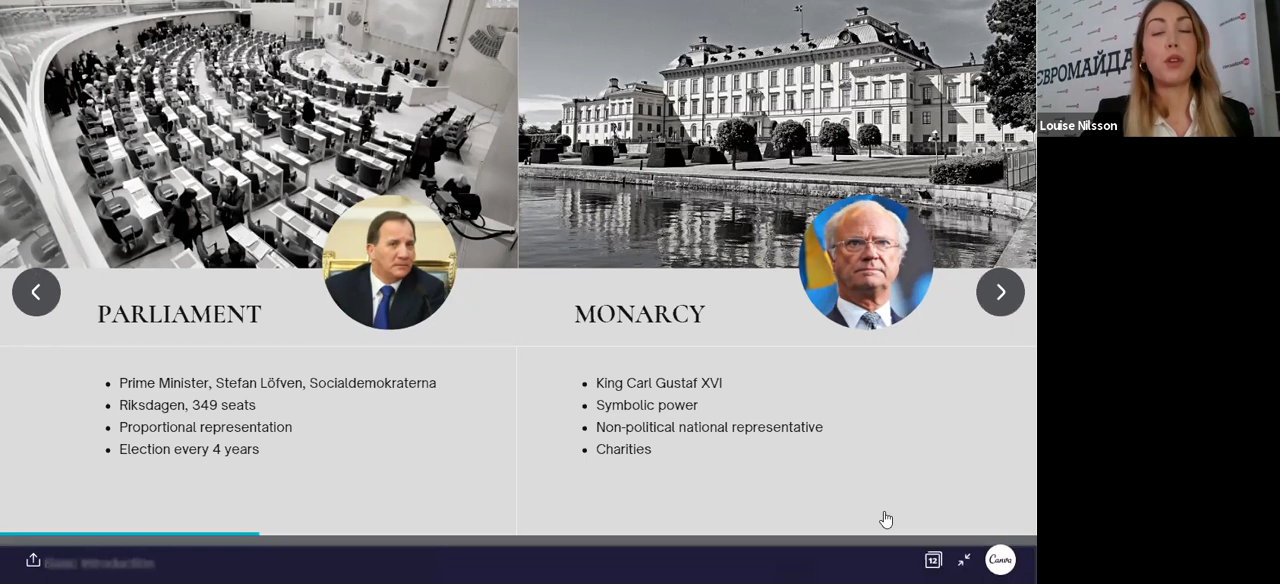 ЄВРОМАЙДА
Louise Nilsson
PARLIAMENT
Prime Minister, Stefan Löfven, Socialdemokraterna
Riksdagen, 349 seats
Proportional representation
Election every 4 years
MONARCY
King Carl Gustaf XVI
Symbolic power
Non-political national representative
Charities
12
Canva